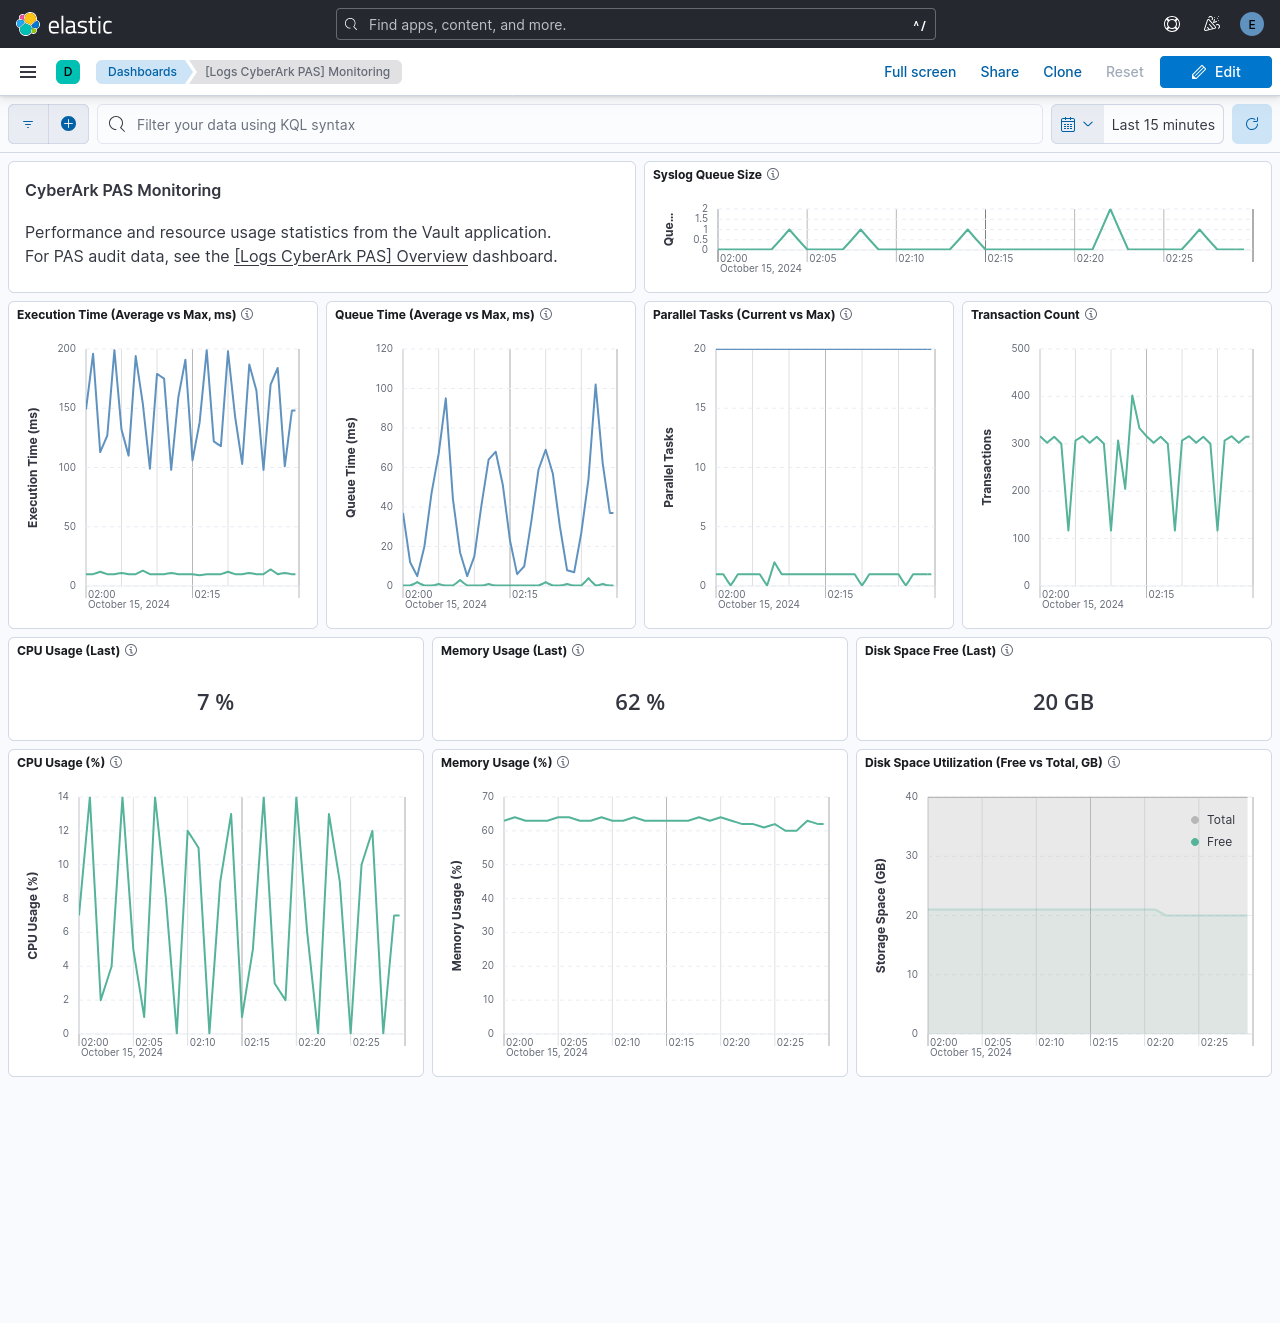 elastic
Find apps, content, and more.
^/
E
D
Dashboards
[Logs CyberArk PAS] Monitoring
Full screen
Share
Clone
Reset
Edit
Filter your data using KQL syntax
Last 15 minutes
CyberArk PAS Monitoring
Performance and resource usage statistics from the Vault application.
For PAS audit data, see the [Logs CyberArk PAS] Overview dashboard.
Syslog Queue Size
Que...
2
1.5
1
0.5
0
02:00
02:05
02:10
02:15
02:20
02:25
October 15, 2024
Execution Time (Average vs Max, ms)
Execution Time (ms)
200
150
100
50
0
02:00
02:15
October 15, 2024
Queue Time (Average vs Max, ms)
Queue Time (ms)
120
100
80
60
40
20
0
02:00
02:15
October 15, 2024
Parallel Tasks (Current vs Max)
Parallel Tasks
20
15
10
5
0
02:00
02:15
October 15, 2024
Transaction Count
Transactions
500
400
300
200
100
0
02:00
02:15
October 15, 2024
CPU Usage (Last)
7 %
Memory Usage (Last)
62 %
Disk Space Free (Last)
20 GB
CPU Usage (%)
CPU Usage (%)
14
12
10
8
6
4
2
0
02:00
02:05
02:10
02:15
02:20
02:25
October 15, 2024
Memory Usage (%)
Memory Usage (%)
70
60
50
40
30
20
10
0
02:00
02:05
02:10
02:15
02:20
02:25
October 15, 2024
Disk Space Utilization (Free vs Total, GB)
Storage Space (GB)
40
30
20
10
0
Total
Free
02:00
02:05
02:10
02:15
02:20
02:25
October 15, 2024